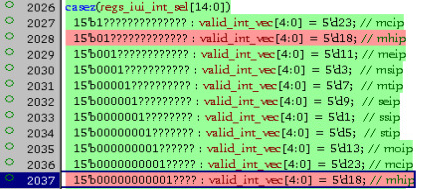 2026 casez(regs_iui_int_sel[14:0])
2027 15'b1?????????????? : valid_int_vec[4:0] = 5'd23; // mcip
2028 15'b01????????????? : valid_int_vec[4:0] = 5'd18; // mhip
2029 15'b001???????????? : valid_int_vec[4:0] = 5'd11; // meip
2030 15'b0001??????????? : valid_int_vec[4:0] = 5'd3; // msip
2031 15'b00001?????????? : valid_int_vec[4:0] = 5'd7; // mtip
2032 15'b000001????????? : valid_int_vec[4:0] = 5'd9; // seip
2033 15'b0000001???????? : valid_int_vec[4:0] = 5'd1; // ssip
2034 15'b00000001??????? : valid_int_vec[4:0] = 5'd5; // stip
2035 15'b000000001?????? : valid_int_vec[4:0] = 5'd13; // moip
2036 15'b0000000001????? : valid_int_vec[4:0] = 5'd23; // mcip
2037 15'b00000000001???? : valid_int_vec[4:0] = 5'd18; // mhip